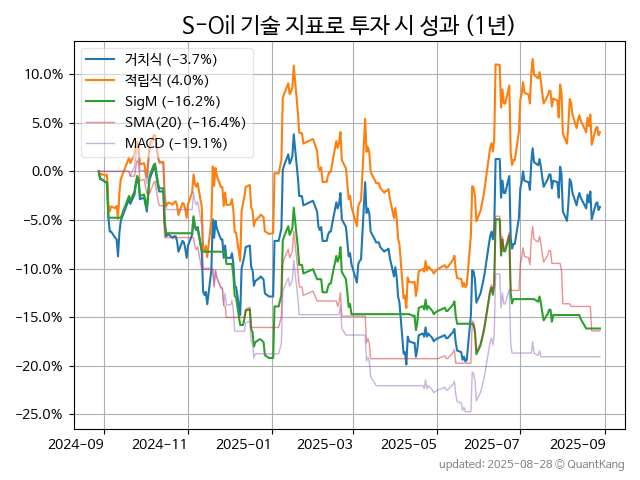 S-Oil 기술 지표로 투자 시 성과 (1년)
거치식 (−3.7%)
적립식 (4.0%)
SigM (−16.2%)
SMA(20) (−16.4%)
MACD (−19.1%)
10.0%
5.0%
0.0%
−5.0%
−10.0%
−15.0%
−20.0%
−25.0%
2024-09 2024-11 2025-01 2025-03 2025-05 2025-07 2025-09
updated: 2025-08-28 © QuantKang